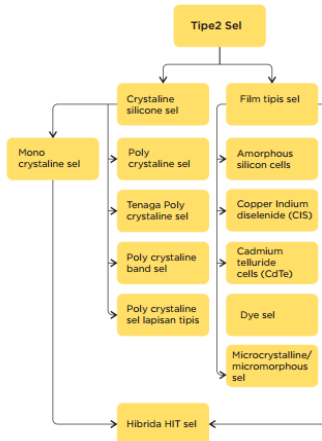 Tipe2 Sel
Crystaline
silicone sel
Film tipis sel
Mono
crystaline sel
Poly
crystaline sel
Amorphous
silicon cells
Tenaga Poly
crystaline sel
Copper Indium
diselenide (CIS)
Poly crystaline
band sel
Cadmium
telluride
cells (CdTe)
Poly crystaline
sel lapisan tipis
Dye sel
Microcrystalline/
micromorphous
sel
Hibrida HIT sel